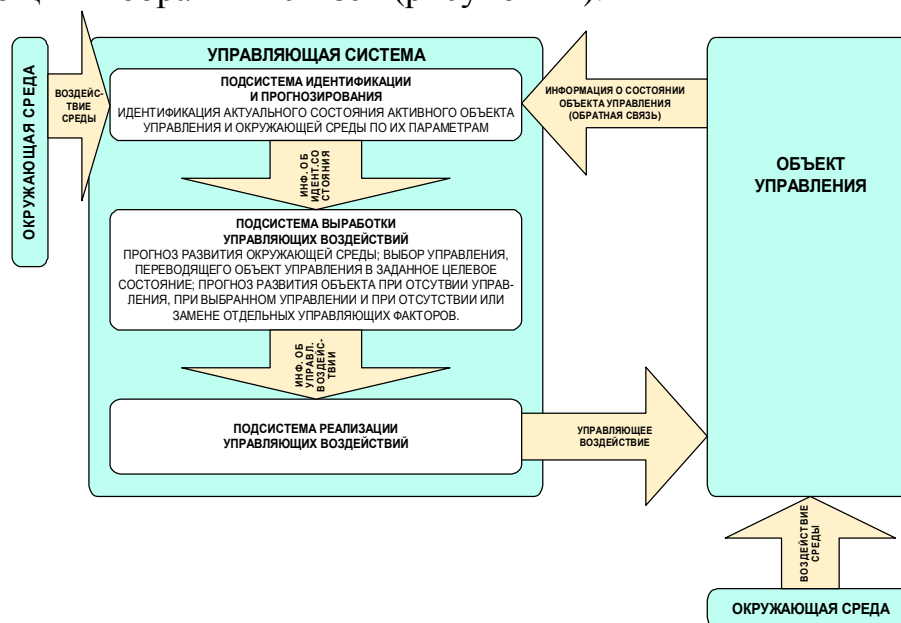 УПРАВЛЯЮЩАЯ СИСТЕМА
ОКРУЖАЮЩАЯ СРЕДА
ВОЗДЕЙС-
ТВИЕ
СРЕДЫ
ПОДСИСТЕМА ИДЕНТИФИКАЦИИ
И ПРОГНОЗИРОВАНИЯ
ИДЕНТИФИКАЦИЯ АКТУАЛЬНОГО СОСТОЯНИЯ АКТИВНОГО ОБЪЕКТА
УПРАВЛЕНИЯ И ОКРУЖАЮЩЕЙ СРЕДЫ ПО ИХ ПАРАМЕТРАМ
ИНФОРМАЦИЯ О СОСТОЯНИИ
ОБЪЕКТА УПРАВЛЕНИЯ
(ОБРАТНАЯ СВЯЗЬ)
ОБЪЕКТ
УПРАВЛЕНИЯ
ИНФ. ОБ
ИДЕНТ.СО
СТОЯНИЯ
ПОДСИСТЕМА ВЫРАБОТКИ
УПРАВЛЯЮЩИХ ВОЗДЕЙСТВИЙ
ПРОГНОЗ РАЗВИТИЯ ОКРУЖАЮЩЕЙ СРЕДЫ; ВЫБОР УПРАВЛЕНИЯ,
ПЕРЕВОДЯЩЕГО ОБЪЕКТ УПРАВЛЕНИЯ В ЗАДАННОЕ ЦЕЛЕВОЕ
СОСТОЯНИЕ; ПРОГНОЗ РАЗВИТИЯ ОБЪЕКТА ПРИ ОТСУТВИИ УПРАВ-
ЛЕНИЯ, ПРИ ВЫБРАННОМ УПРАВЛЕНИИ И ПРИ ОТСУТСТВИИ ИЛИ
ЗАМЕНЕ ОТДЕЛЬНЫХ УПРАВЛЯЮЩИХ ФАКТОРОВ.
ИНФ. ОБ
УПРАВЛ.
ВОЗДЕЙС-
ТВИИ
ПОДСИСТЕМА РЕАЛИЗАЦИИ
УПРАВЛЯЮЩИХ ВОЗДЕЙСТВИЙ
УПРАВЛЯЮЩЕЕ
ВОЗДЕЙСТВИЕ
ВОЗДЕЙСТВИЕ
СРЕДЫ
ОКРУЖАЮЩАЯ СРЕДА